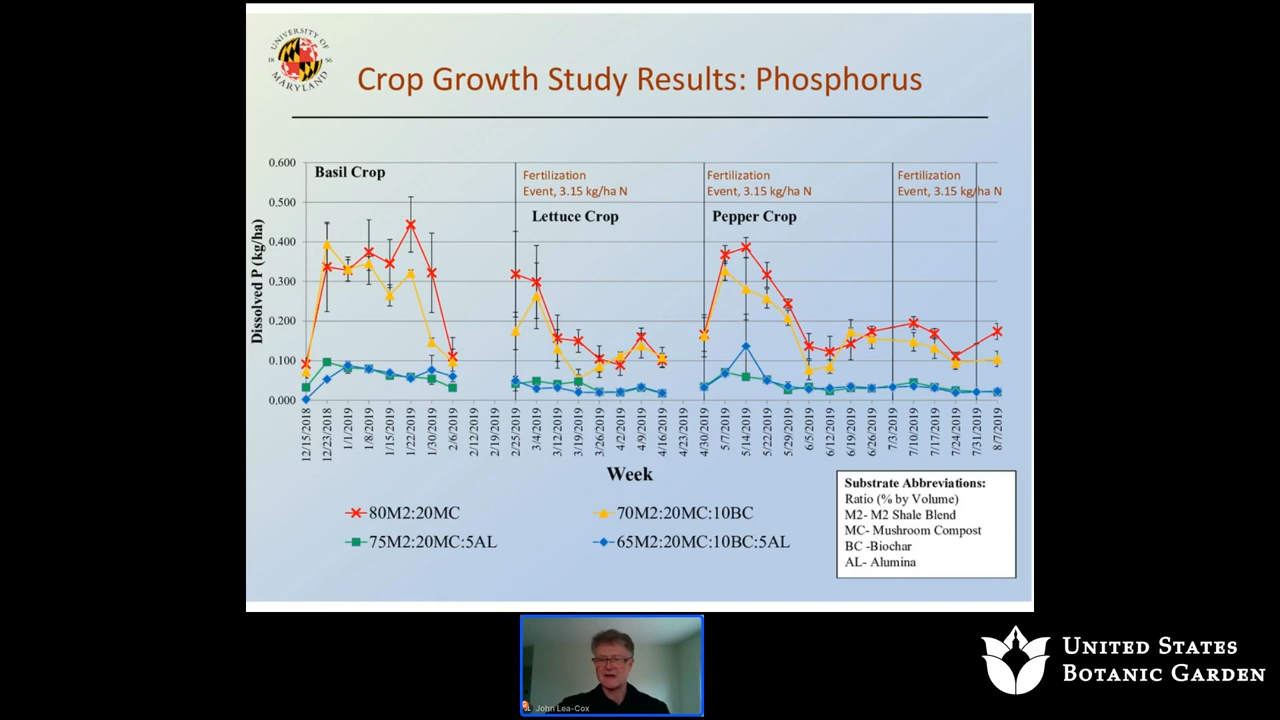 UNIVERSITY OF
18 56
MARYLAND
Crop Growth Study Results: Phosphorus
0.600
0.500
0.400
0.300
0.200
0.100
0.000
Dissolved P (kg/ha)
Basil Crop
Fertilization
Event, 3.15 kg/ha N
Lettuce Crop
Fertilization
Event, 3.15 kg/ha N
Pepper Crop
Fertilization
Event, 3.15 kg/ha N
12/15/2018
12/23/2018
1/1/2019
1/8/2019
1/15/2019
1/22/2019
1/30/2019
2/6/2019
2/12/2019
2/19/2019
2/25/2019
3/4/2019
3/12/2019
3/19/2019
3/26/2019
4/2/2019
4/9/2019
4/16/2019
4/23/2019
4/30/2019
5/7/2019
5/14/2019
5/22/2019
5/29/2019
6/5/2019
6/12/2019
6/19/2019
6/26/2019
7/3/2019
7/10/2019
7/17/2019
7/24/2019
7/31/2019
8/7/2019
Week
80M2:20MC
70M2:20MC:10BC
75M2:20MC:5AL
65M2:20MC:10BC:5AL
Substrate Abbreviations:
Ratio (% by Volume)
M2- M2 Shale Blend
MC- Mushroom Compost
BC -Biochar
AL- Alumina
John Lea-Cox
UNITED STATES
BOTANIC GARDEN